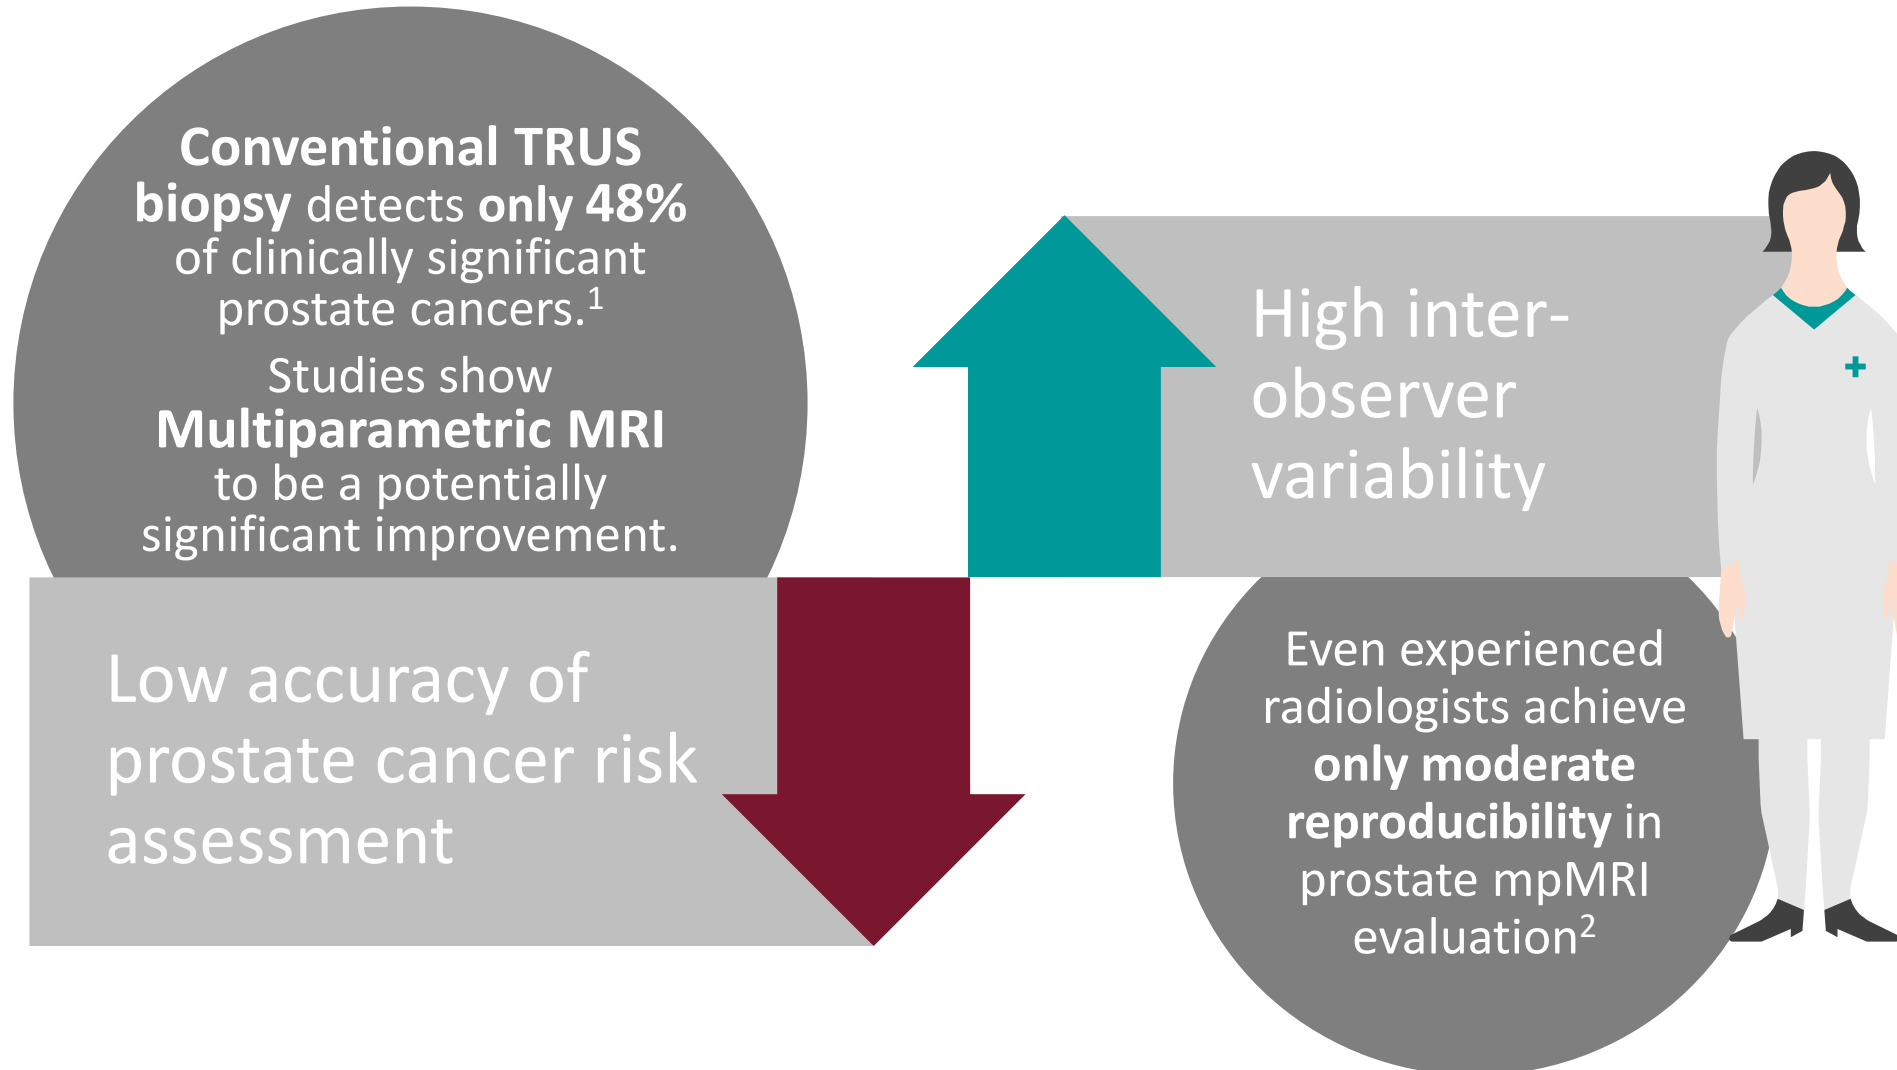 Conventional TRUS
biopsy detects only 48%
of clinically significant
prostate cancers.1
Studies show
Multiparametric MRI
to be a potentially
significant improvement.
Low accuracy of
prostate cancer risk
assessment
High inter-
observer
variability
Even experienced
radiologists achieve
only moderate
reproducibility in
prostate mpMRI
evaluation2